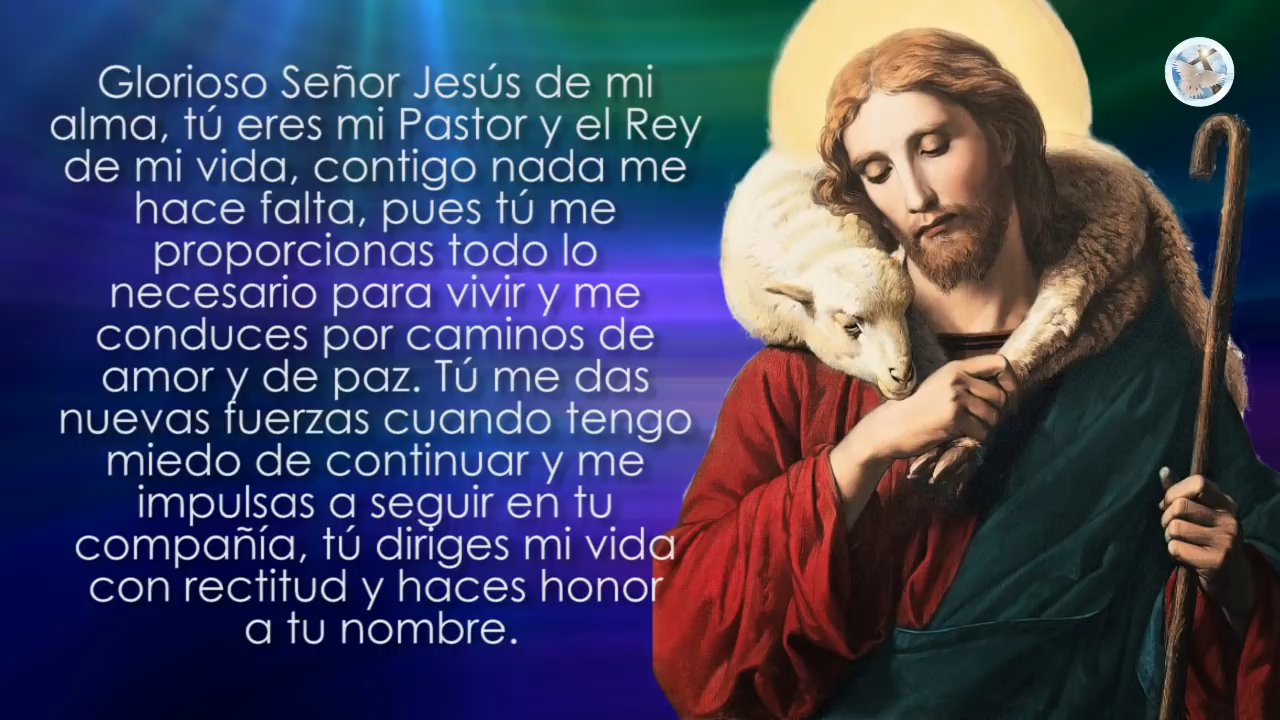 Glorioso Señor Jesús de mi
alma, tú eres mi Pastor y el Rey
de mi vida, contigo nada me
hace falta, pues tú me
proporcionas todo lo
necesario para vivir y me
conduces por caminos de
amor y de paz. Tú me das
nuevas fuerzas cuando tengo
miedo de continuar y me
impulsas a seguir en tu
compañía, tú diriges mi vida
con rectitud y haces honor
a tu nombre.